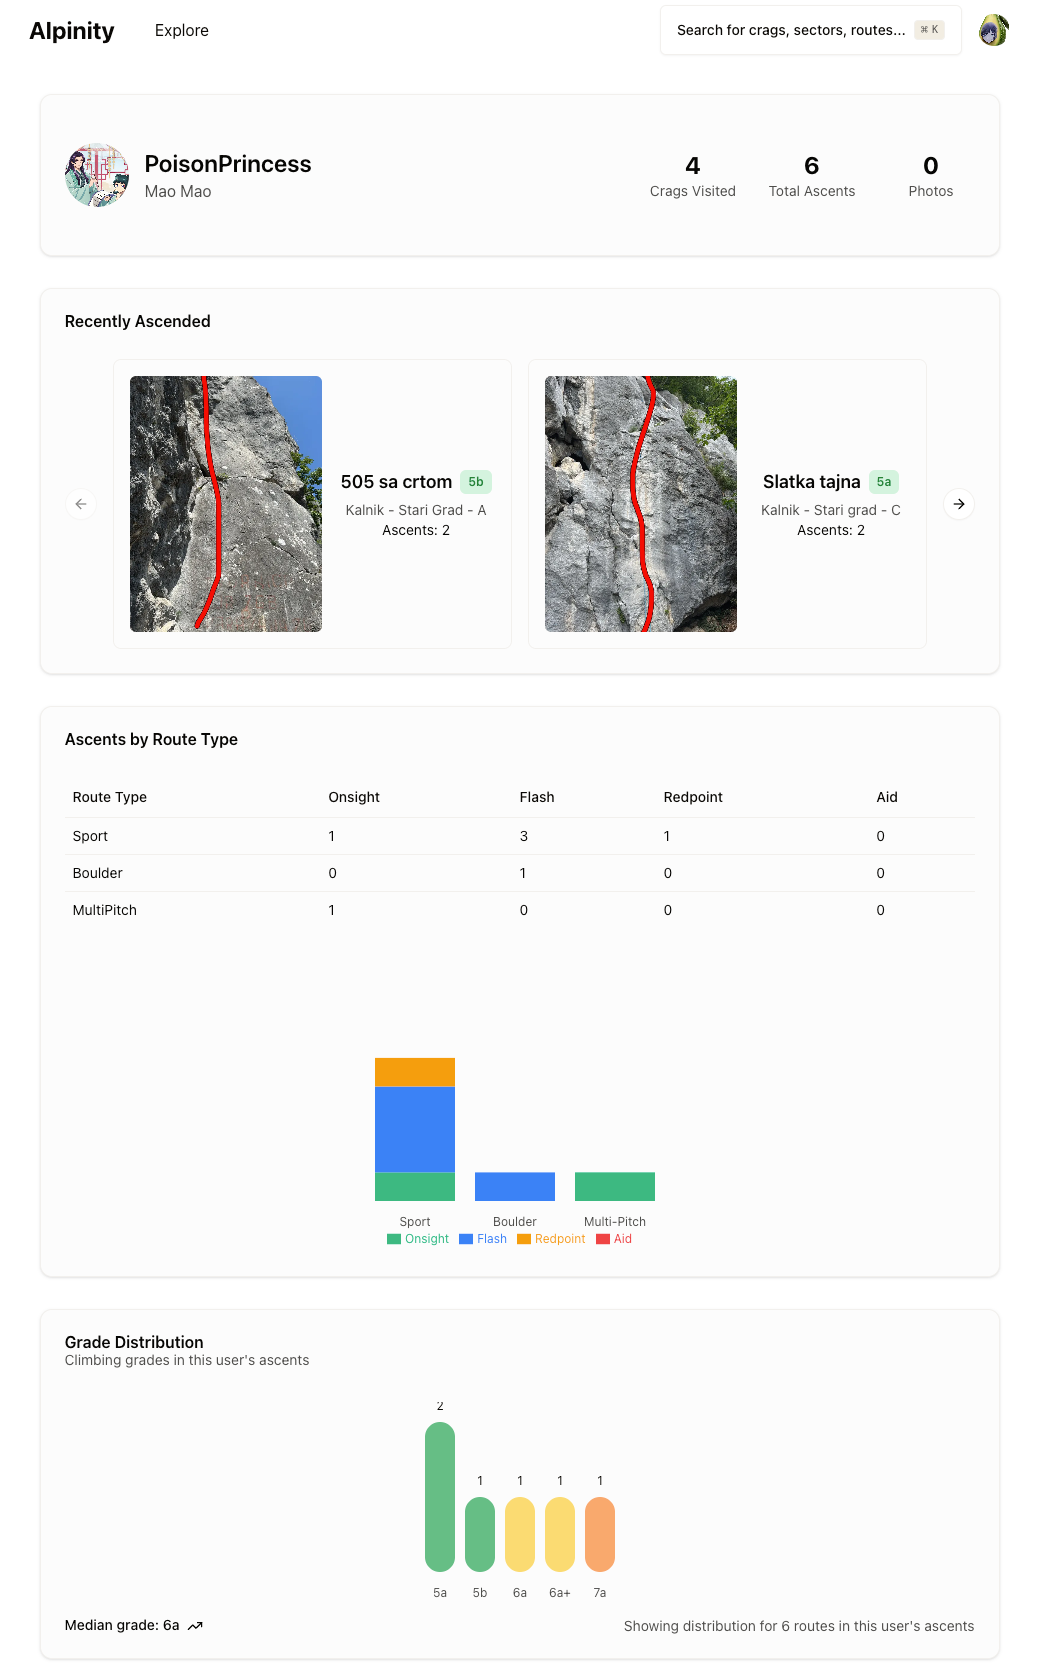 Alpinity
Explore
Search for crags, sectors, routes...
⌘ K
PoisonPrincess
Mao Mao
4
Crags Visited
6
Total Ascents
0
Photos
Recently Ascended
505 sa crtom 5b
Kalnik - Stari Grad - A
Ascents: 2
Slatka tajna 5a
Kalnik - Stari grad - C
Ascents: 2
Ascents by Route Type
Route Type Onsight Flash Redpoint Aid
Sport 1 3 1 0
Boulder 0 1 0 0
MultiPitch 1 0 0 0
Sport Boulder Multi-Pitch
Onsight Flash Redpoint Aid
Grade Distribution
Climbing grades in this user's ascents
2
1 1 1 1
5a 5b 6a 6a+ 7a
Median grade: 6a
Showing distribution for 6 routes in this user's ascents